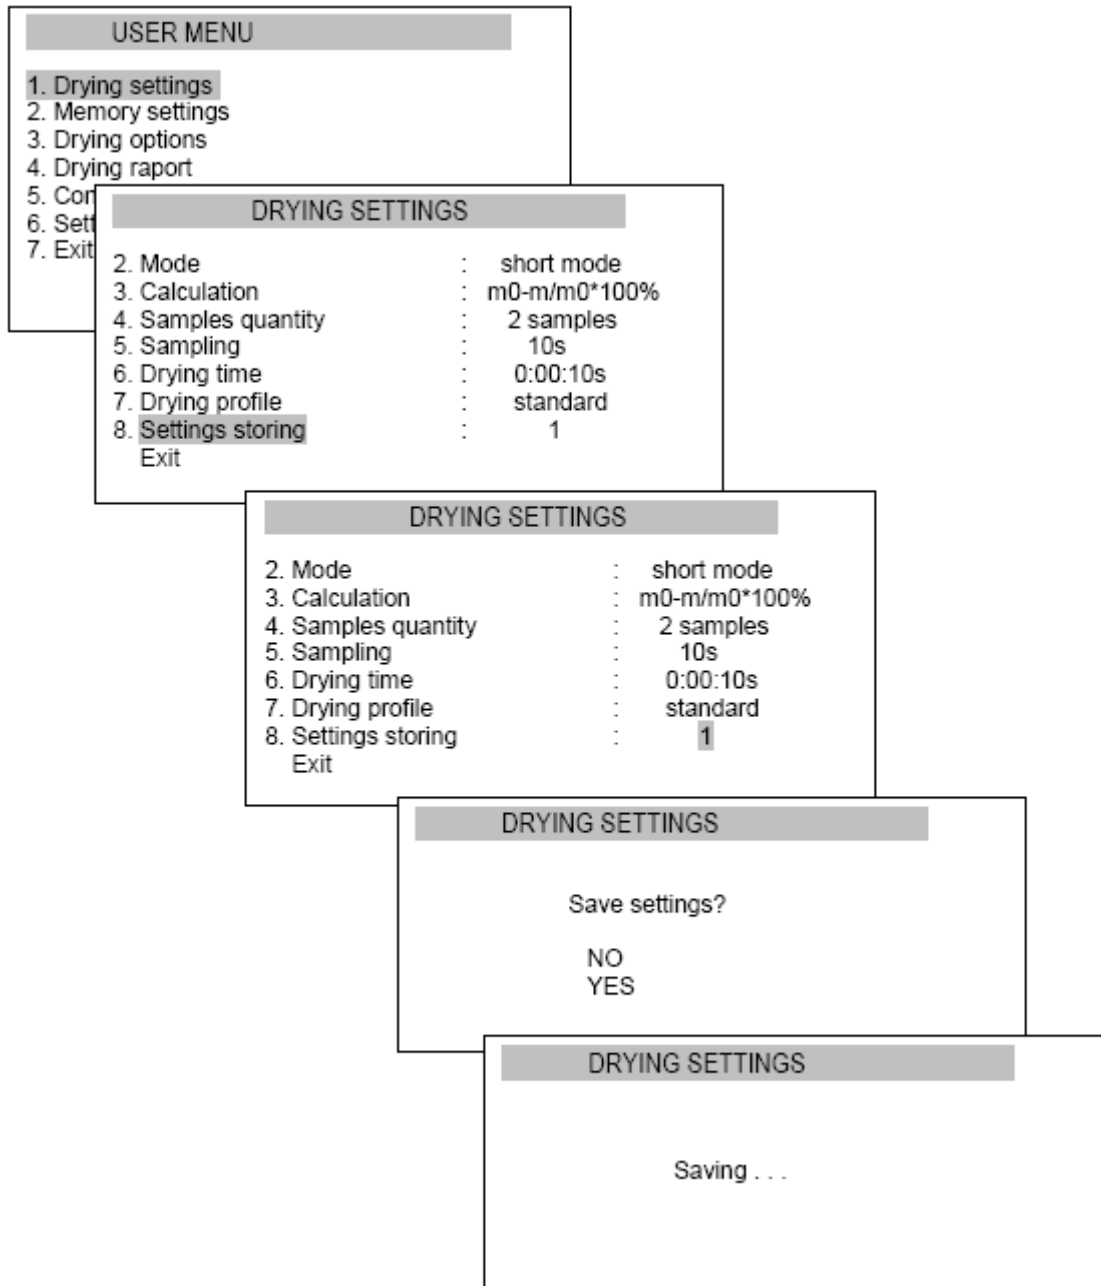 USER MENU
1. Drying settings
2. Memory settings
3. Drying options
4. Drying raport
5. Con
6. Sett
7. Exit
DRYING SETTINGS
2. Mode : short mode
3. Calculation : m0-m/m0*100%
4. Samples quantity : 2 samples
5. Sampling : 10s
6. Drying time : 0:00:10s
7. Drying profile : standard
8. Settings storing : 1
Exit
DRYING SETTINGS
2. Mode : short mode
3. Calculation : m0-m/m0*100%
4. Samples quantity : 2 samples
5. Sampling : 10s
6. Drying time : 0:00:10s
7. Drying profile : standard
8. Settings storing : 1
Exit
DRYING SETTINGS
Save settings?
NO
YES
DRYING SETTINGS
Saving . . .